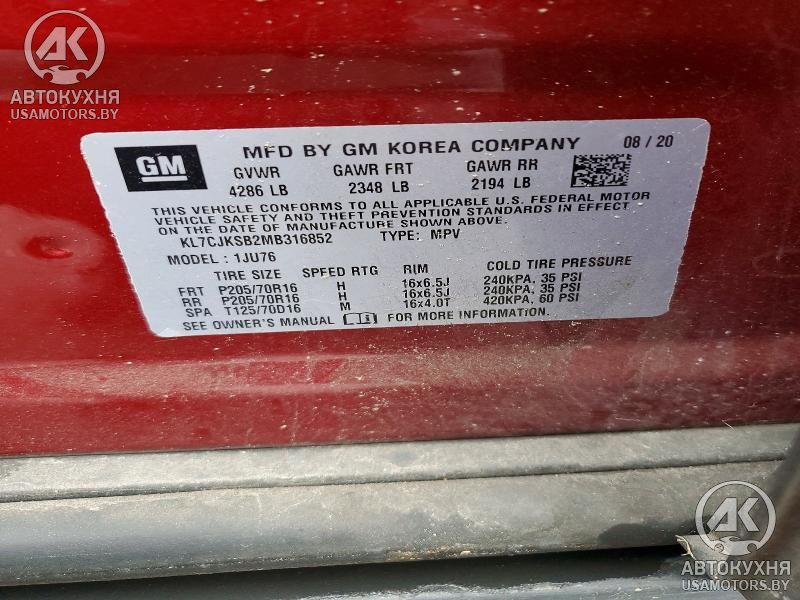 AK
АВТОКУХНЯ
USAMOTORS.BY
GM MFD BY GM KOREA COMPANY 08 / 20
GVWR GAWR FRT GAWR RR
4286 LB 2348 LB 2194 LB
THIS VEHICLE CONFORMS TO ALL APPLICABLE U.S. FEDERAL MOTOR
VEHICLE SAFETY AND THEFT PREVENTION STANDARDS IN EFFECT
ON THE DATE OF MANUFACTURE SHOWN ABOVE.
KL7CJKSB2MB316852 TYPE: MPV
MODEL : 1JU76
TIRE SIZE SPEED RTG RIM COLD TIRE PRESSURE
FRT P205/70R16 H 16x6.5J 240KPA, 35 PSI
RR P205/70R16 H 16x6.5J 240KPA, 35 PSI
SPA T125/70D16 M 16x4.0T 420KPA, 60 PSI
SEE OWNER'S MANUAL FOR MORE INFORMATION.
AK
АВТОКУХНЯ
USAMOTORS.BY